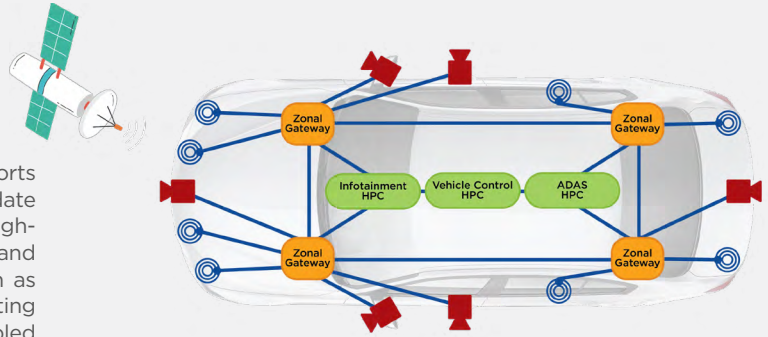 orts
late
gh-
and
n as
ting
bled
Zonal
Gateway
Zonal
Gateway
Infotainment
HPC
Vehicle Control
HPC
ADAS
HPC
Zonal
Gateway
Zonal
Gateway